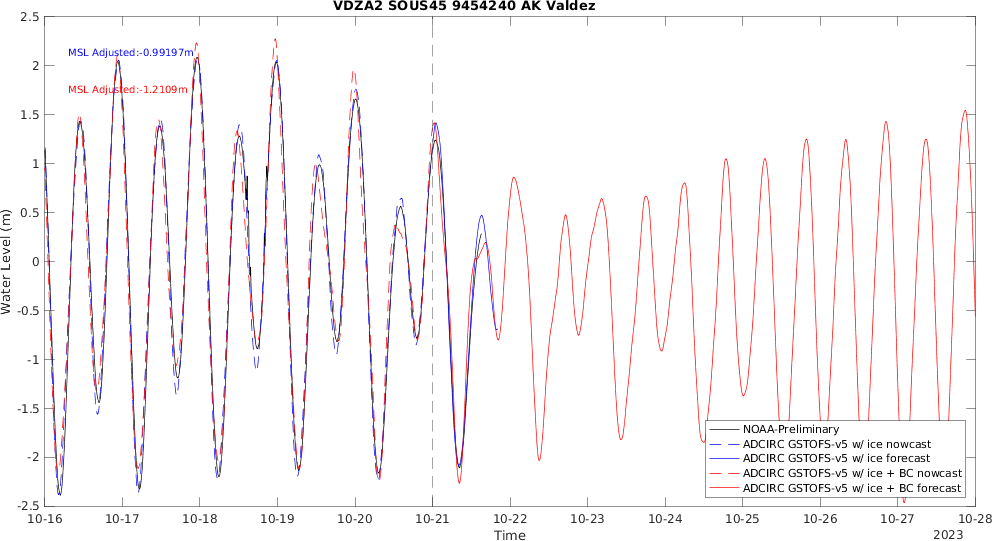 VDZA2 SOUS45 9454240 AK Valdez
2.5
2
1.5
1
0.5
0
-0.5
-1
-1.5
-2
-2.5
Water Level (m)
MSL Adjusted:-0.99197m
MSL Adjusted:-1.2109m
NOAA-Preliminary
ADCIRC GSTOFS-v5 w/ ice nowcast
ADCIRC GSTOFS-v5 w/ ice forecast
ADCIRC GSTOFS-v5 w/ ice + BC nowcast
ADCIRC GSTOFS-v5 w/ ice + BC forecast
10-16 10-17 10-18 10-19 10-20 10-21 10-22 10-23 10-24 10-25 10-26 10-27 10-28
Time
2023